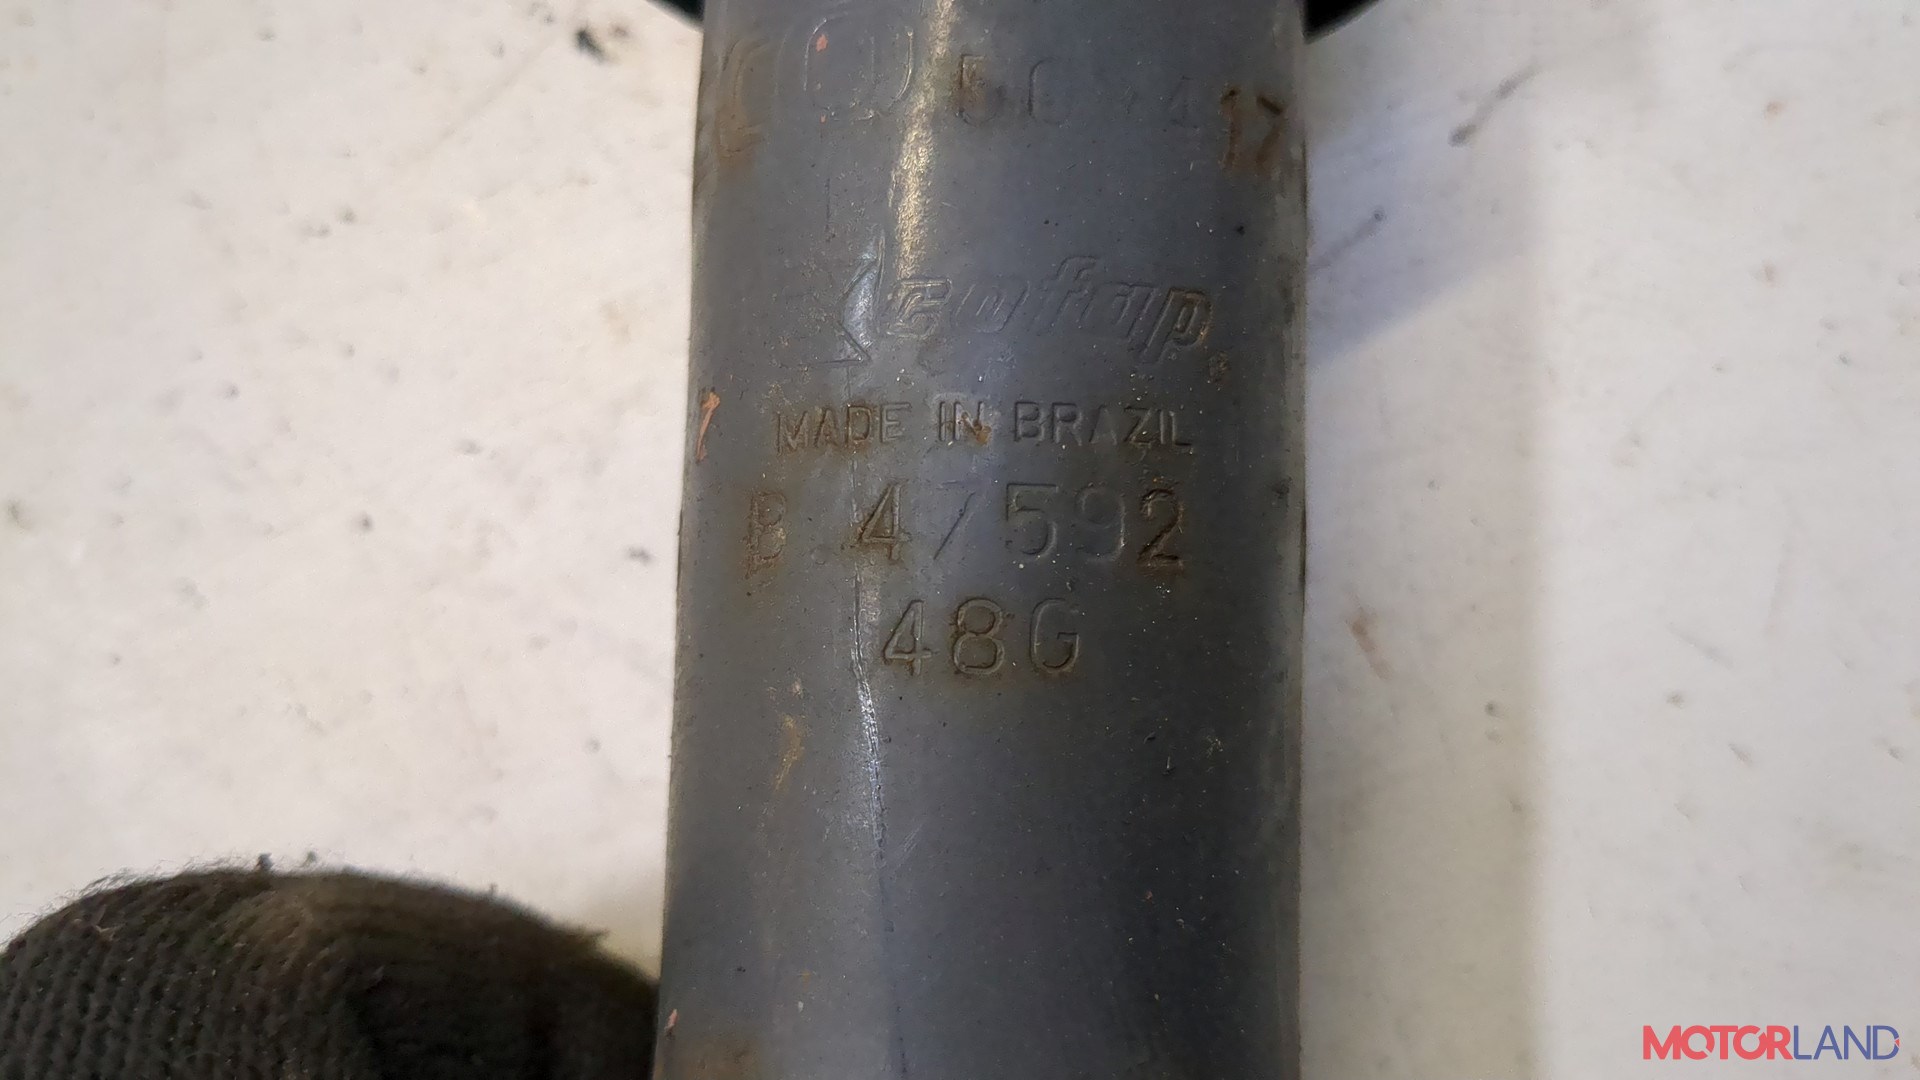 cofap
MADE IN BRAZIL
B.47592
48G
MOTORLAND